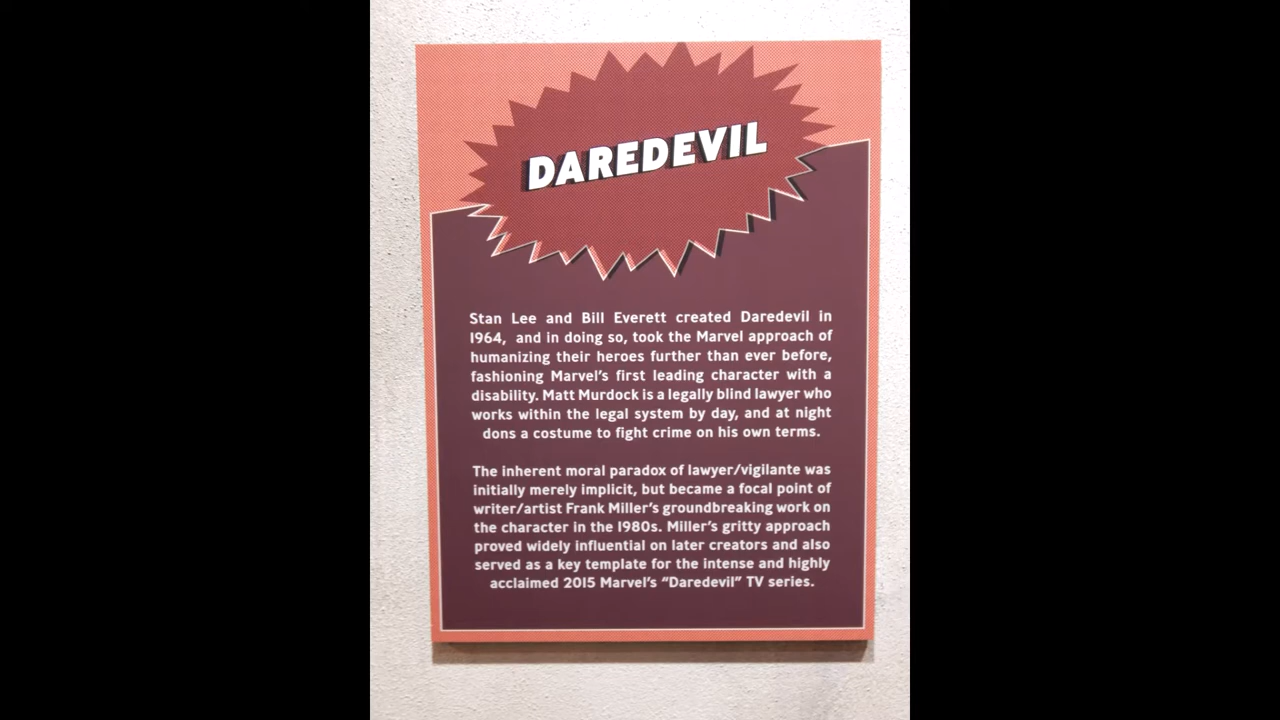 DAREDEVIL
Stan Lee and Bill Everett created Daredevil in
1964, and in doing so, took the Marvel approach of
humanizing their heroes further than ever before,
fashioning Marvel's first leading character with a
disability. Matt Murdock is a legally blind lawyer who
works within the legal system by day, and at night
dons a costume to fight crime on his own terms.
The inherent moral paradox of lawyer/vigilante was
initially merely implicit, but became a focal point of
writer/artist Frank Miller's groundbreaking work on
the character in the 1980s. Miller's gritty approach
proved widely influential on later creators and also
served as a key template for the intense and highly
acclaimed 2015 Marvel's “Daredevil” TV series.